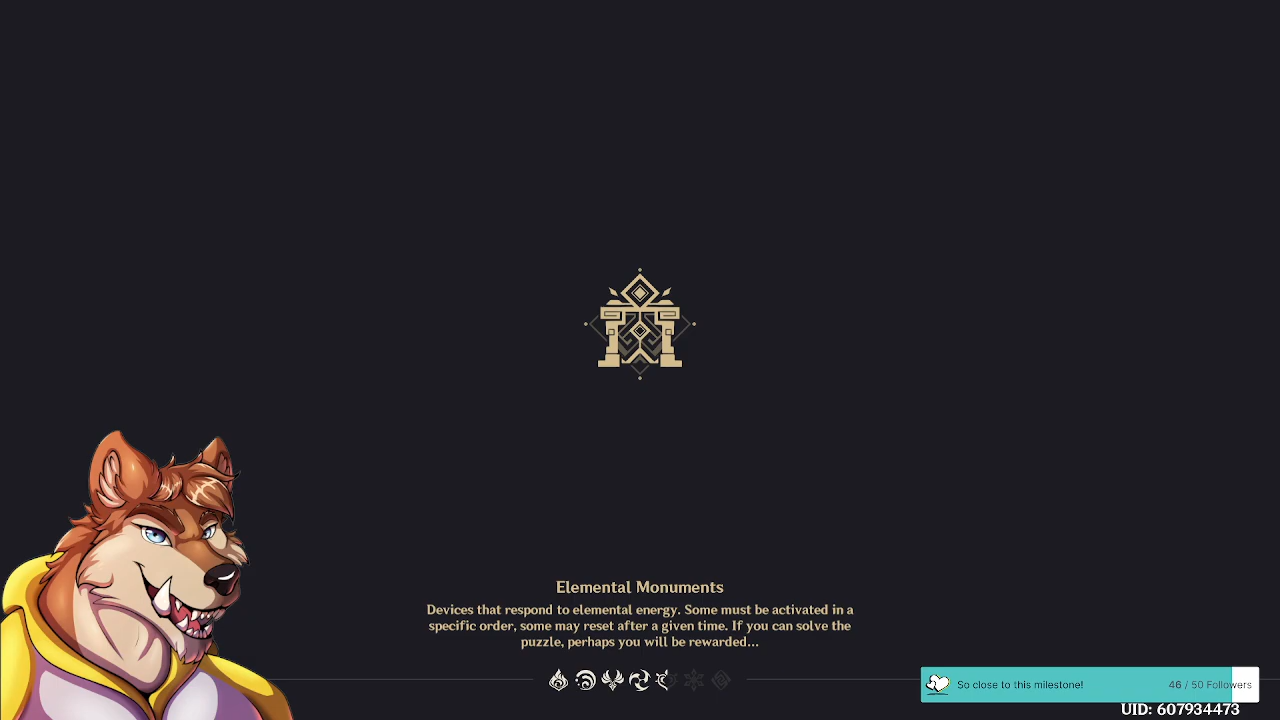 Elemental Monuments
Devices that respond to elemental energy. Some must be activated in a
specific order, some may reset after a given time. If you can solve the
puzzle, perhaps you will be rewarded...
So close to this milestone! 46 / 50 Followers
UID: 607934473